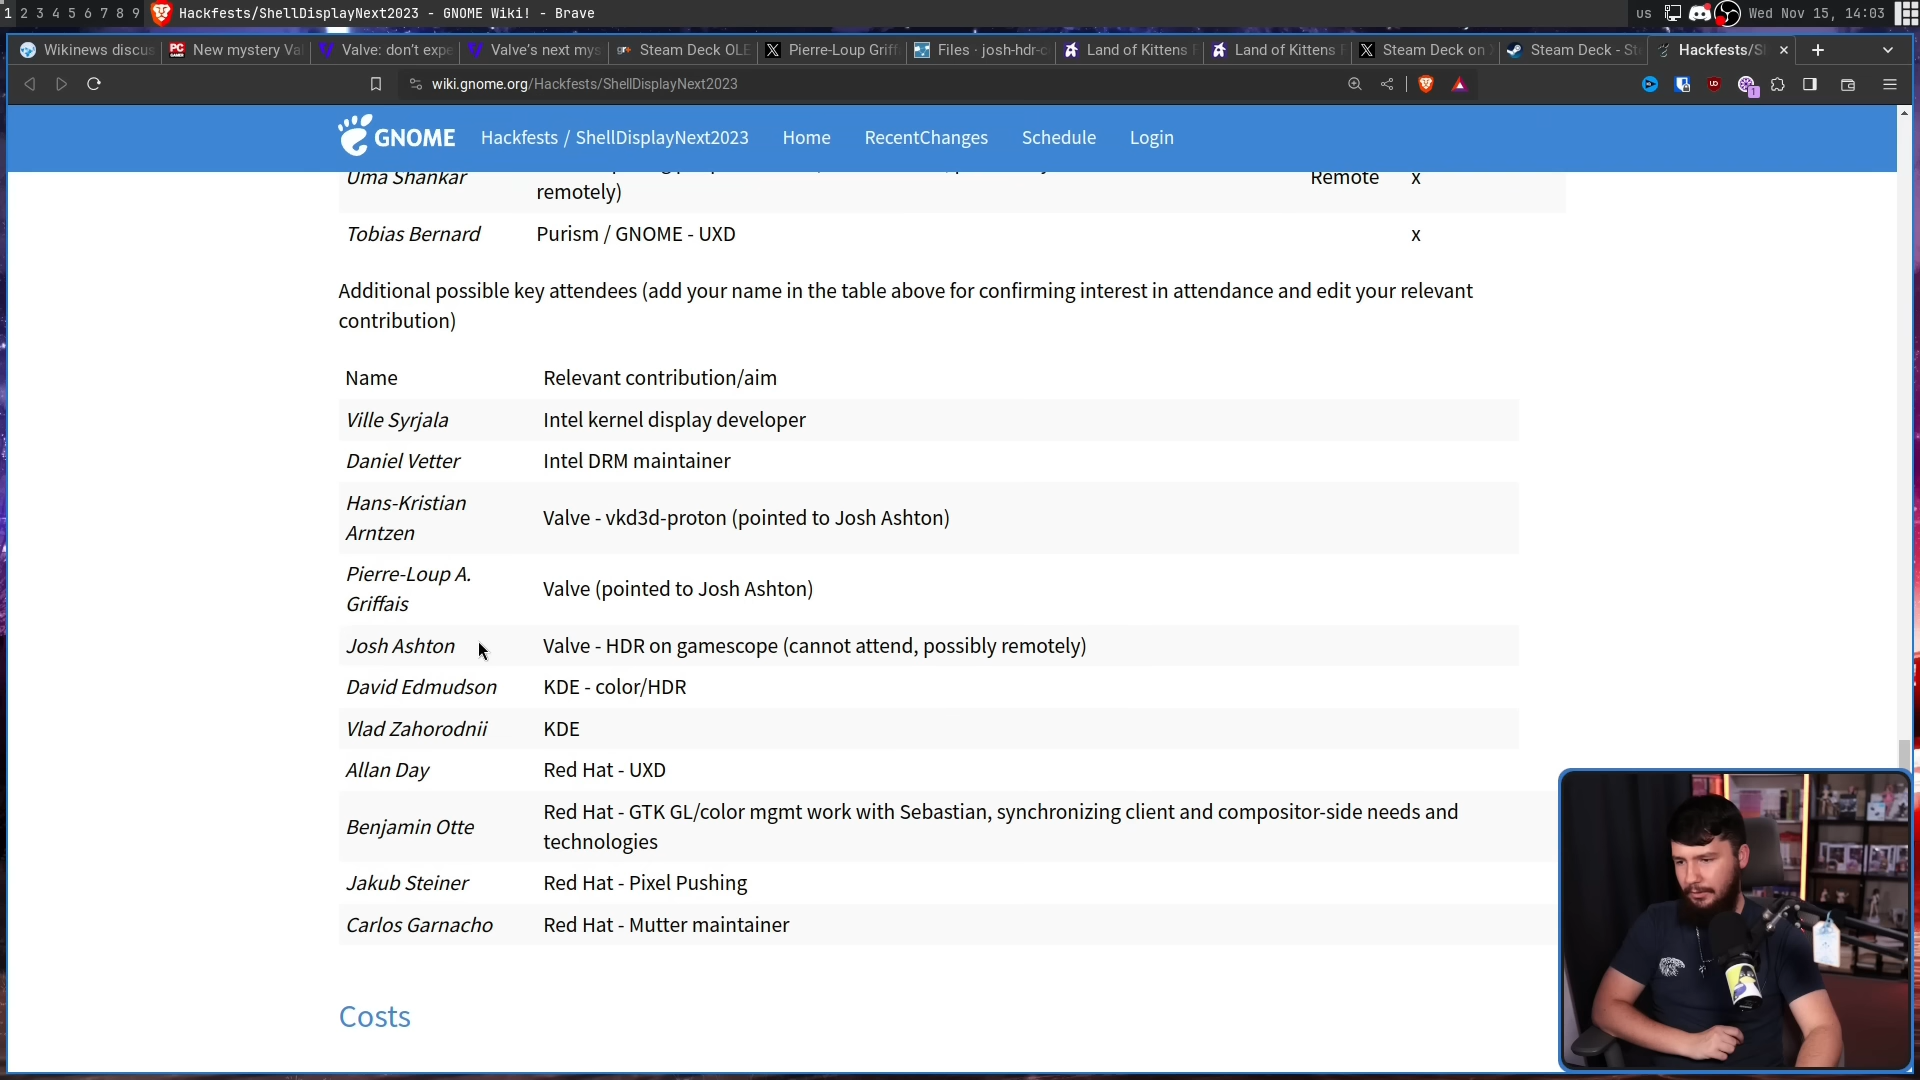 1 2 3 4 5 6 7 8 9 Hackfests/ShellDisplayNext2023 - GNOME Wiki! - Brave
us Wed Nov 15, 14:03
Wikinews discus
New mystery Val
Valve: don't expe
Valve's next mys
Steam Deck OLE
Pierre-Loup Griff
Files · josh-hdr-c
Land of Kittens
Land of Kittens
Steam Deck on
Steam Deck - St
Hackfests/S
wiki.gnome.org/Hackfests/ShellDisplayNext2023
GNOME Hackfests / ShellDisplayNext2023 Home RecentChanges Schedule Login
Uma Shankar Remote x
remotely)
Tobias Bernard Purism / GNOME - UXD x
Additional possible key attendees (add your name in the table above for confirming interest in attendance and edit your relevant
contribution)
Name Relevant contribution/aim
Ville Syrjala Intel kernel display developer
Daniel Vetter Intel DRM maintainer
Hans-Kristian
Arntzen Valve - vkd3d-proton (pointed to Josh Ashton)
Pierre-Loup A.
Griffais Valve (pointed to Josh Ashton)
Josh Ashton Valve - HDR on gamescope (cannot attend, possibly remotely)
David Edmudson KDE - color/HDR
Vlad Zahorodnii KDE
Allan Day Red Hat - UXD
Benjamin Otte Red Hat - GTK GL/color mgmt work with Sebastian, synchronizing client and compositor-side needs and
technologies
Jakub Steiner Red Hat - Pixel Pushing
Carlos Garnacho Red Hat - Mutter maintainer
Costs